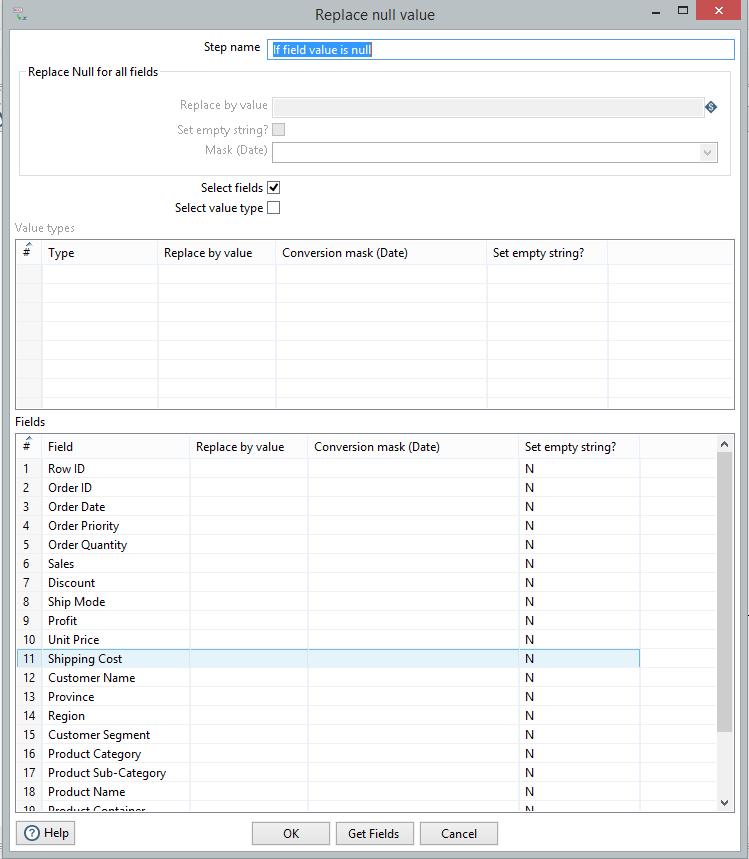 Replace null value
Step name If field value is null
Replace Null for all fields
Replace by value
Set empty string?
Mask (Date)
Select fields
Select value type
Value types
# Type Replace by value Conversion mask (Date) Set empty string?
Fields
# Field Replace by value Conversion mask (Date) Set empty string?
1 Row ID N
2 Order ID N
3 Order Date N
4 Order Priority N
5 Order Quantity N
6 Sales N
7 Discount N
8 Ship Mode N
9 Profit N
10 Unit Price N
11 Shipping Cost N
12 Customer Name N
13 Province N
14 Region N
15 Customer Segment N
16 Product Category N
17 Product Sub-Category N
18 Product Name N
19 Product Container N
Help OK Get Fields Cancel